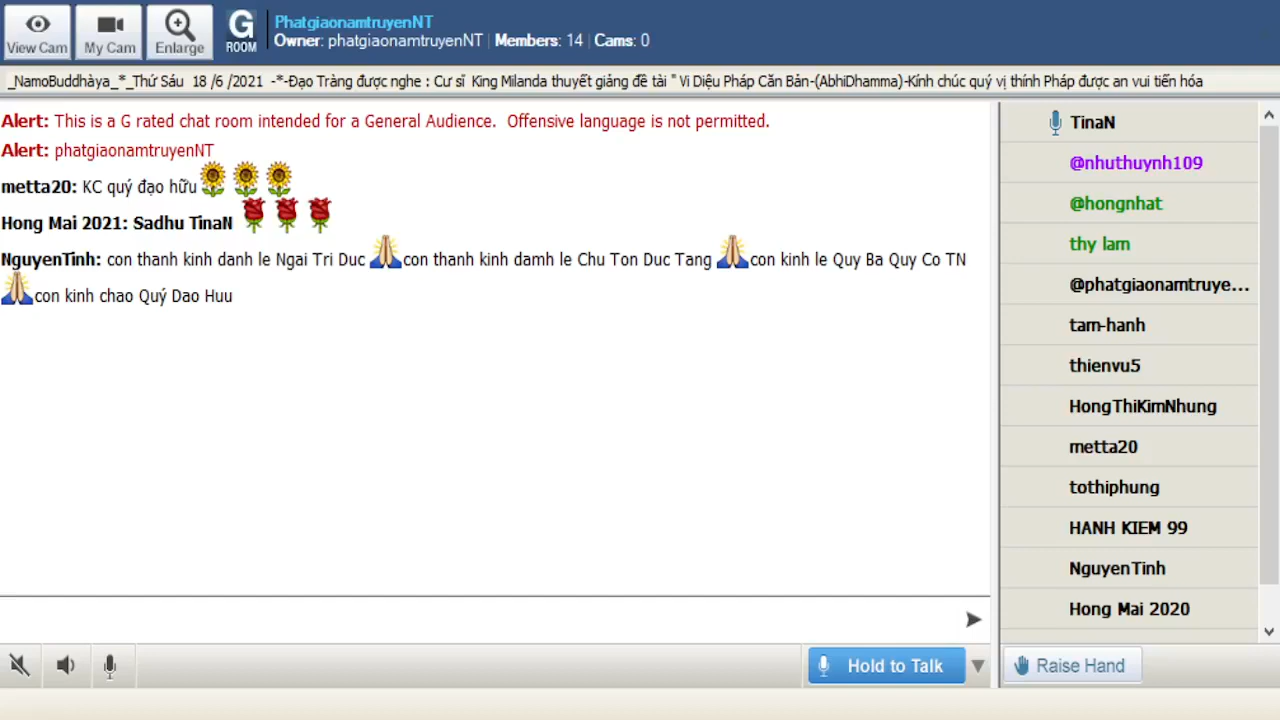 View Cam
My Cam
Enlarge
G
ROOM
PhatgiaonamtruyenNT
Owner: phatgiaonamtruyenNT | Members: 14 | Cams: 0
_NamoBuddhàya_*_Thứ Sáu 18 /6 /2021 -*-Đạo Tràng được nghe : Cư sĩ King Milanda thuyết giảng đề tài " Vi Diệu Pháp Căn Bản-(AbhiDhamma)-Kính chúc quý vị thính Pháp được an vui tiến hóa
Alert: This is a G rated chat room intended for a General Audience. Offensive language is not permitted.
Alert: phatgiaonamtruyenNT
metta20: KC quý đạo hữu
Hong Mai 2021: Sadhu TinaN
NguyenTinh: con thanh kinh danh le Ngai Tri Duc con thanh kinh damh le Chu Ton Duc Tang con kinh le Quy Ba Quy Co TN
con kinh chao Quý Dao Huu
TinaN
@nhuthuynh109
@hongnhat
thy lam
@phatgiaonamtruye...
tam-hanh
thienvu5
HongThiKimNhung
metta20
tothiphung
HANH KIEM 99
NguyenTinh
Hong Mai 2020
Hold to Talk
Raise Hand